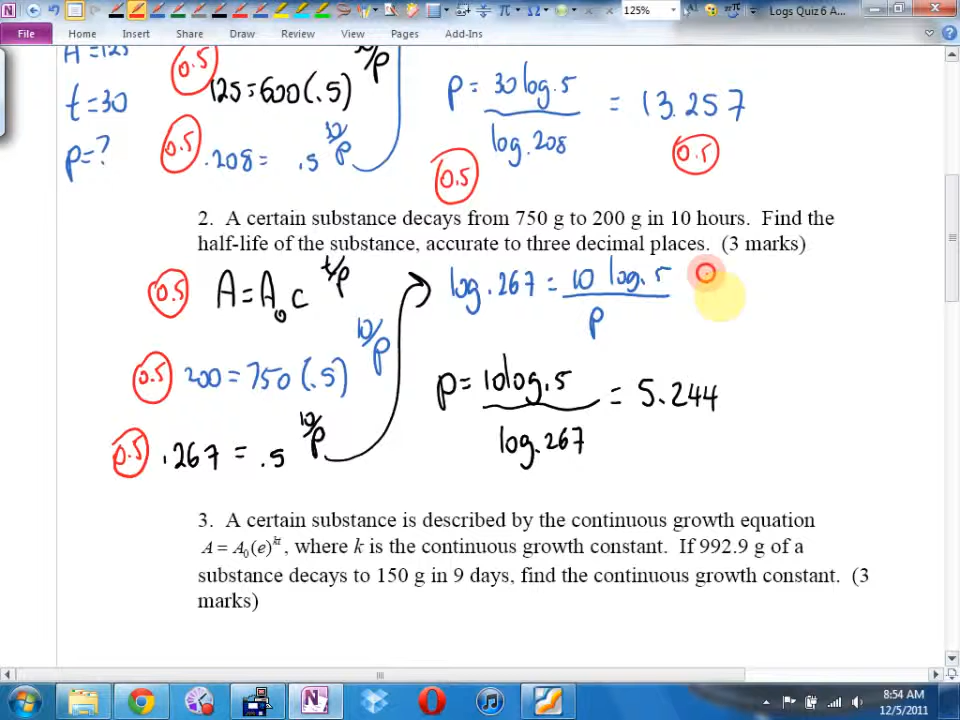 125%
Logs Quiz 6 A...
File Home Insert Share Draw Review View Pages Add-Ins
A=125
t=30
p=?
0.5 125=600(.5)
0.5 .208= .5 30/p
p= 30log.5 / log.208 = 13.257
0.5 0.5
2. A certain substance decays from 750 g to 200 g in 10 hours. Find the
half-life of the substance, accurate to three decimal places. (3 marks)
0.5 A=A₀c t/p
0.5 200=750(.5) 10/p
0.5 .267 = .5 10/p
log.267 = 10 log.5 / p
p= 10log.5 / log.267 = 5.244
3. A certain substance is described by the continuous growth equation
A = A₀(e)^kt, where k is the continuous growth constant. If 992.9 g of a
substance decays to 150 g in 9 days, find the continuous growth constant. (3
marks)
8:54 AM
12/5/2011